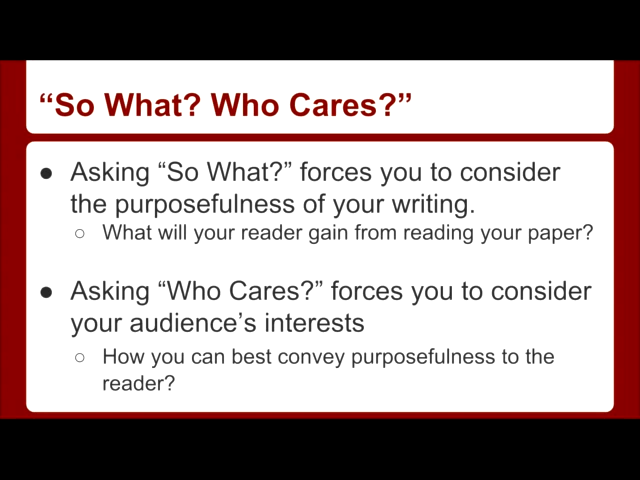 “So What? Who Cares?”
● Asking “So What?” forces you to consider
the purposefulness of your writing.
○ What will your reader gain from reading your paper?
● Asking “Who Cares?” forces you to consider
your audience’s interests
○ How you can best convey purposefulness to the
reader?